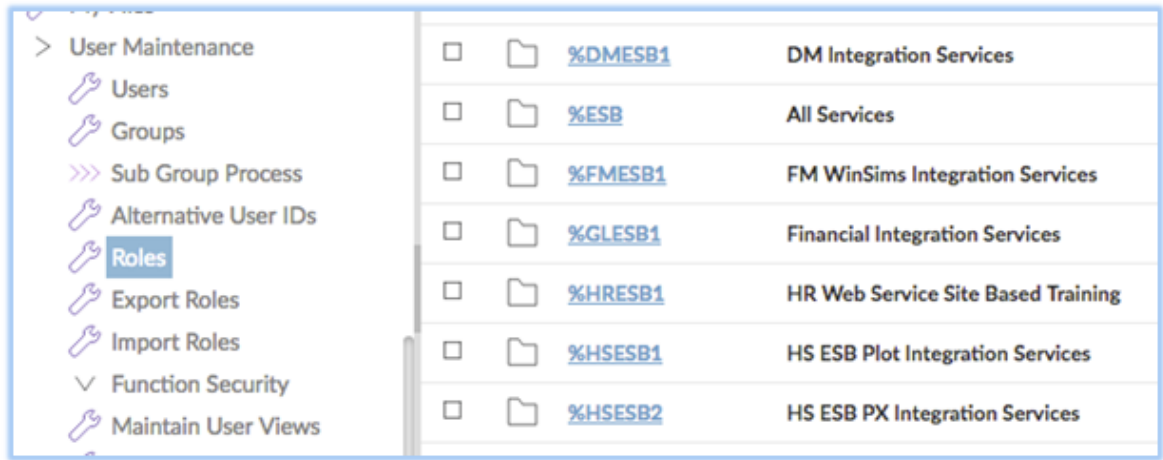 User Maintenance
Users
Groups
Sub Group Process
Alternative User IDs
Roles
Export Roles
Import Roles
Function Security
Maintain User Views
%DMESB1 DM Integration Services
%ESB All Services
%FMESB1 FM WinSims Integration Services
%GLESB1 Financial Integration Services
%HRESB1 HR Web Service Site Based Training
%HSESB1 HS ESB Plot Integration Services
%HSESB2 HS ESB PX Integration Services